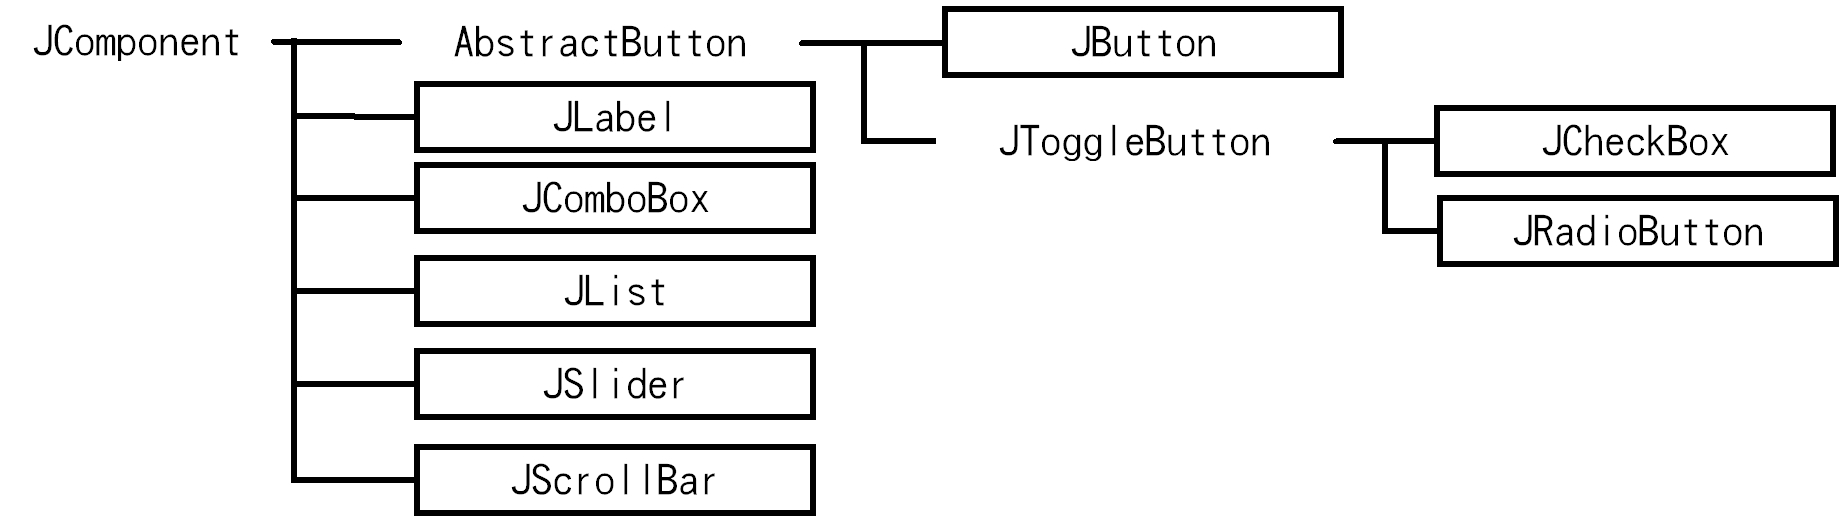 JComponent
AbstractButton
JButton
JLabel
JToggleButton
JCheckBox
JComboBox
JRadioButton
JList
JSlider
JScrollBar